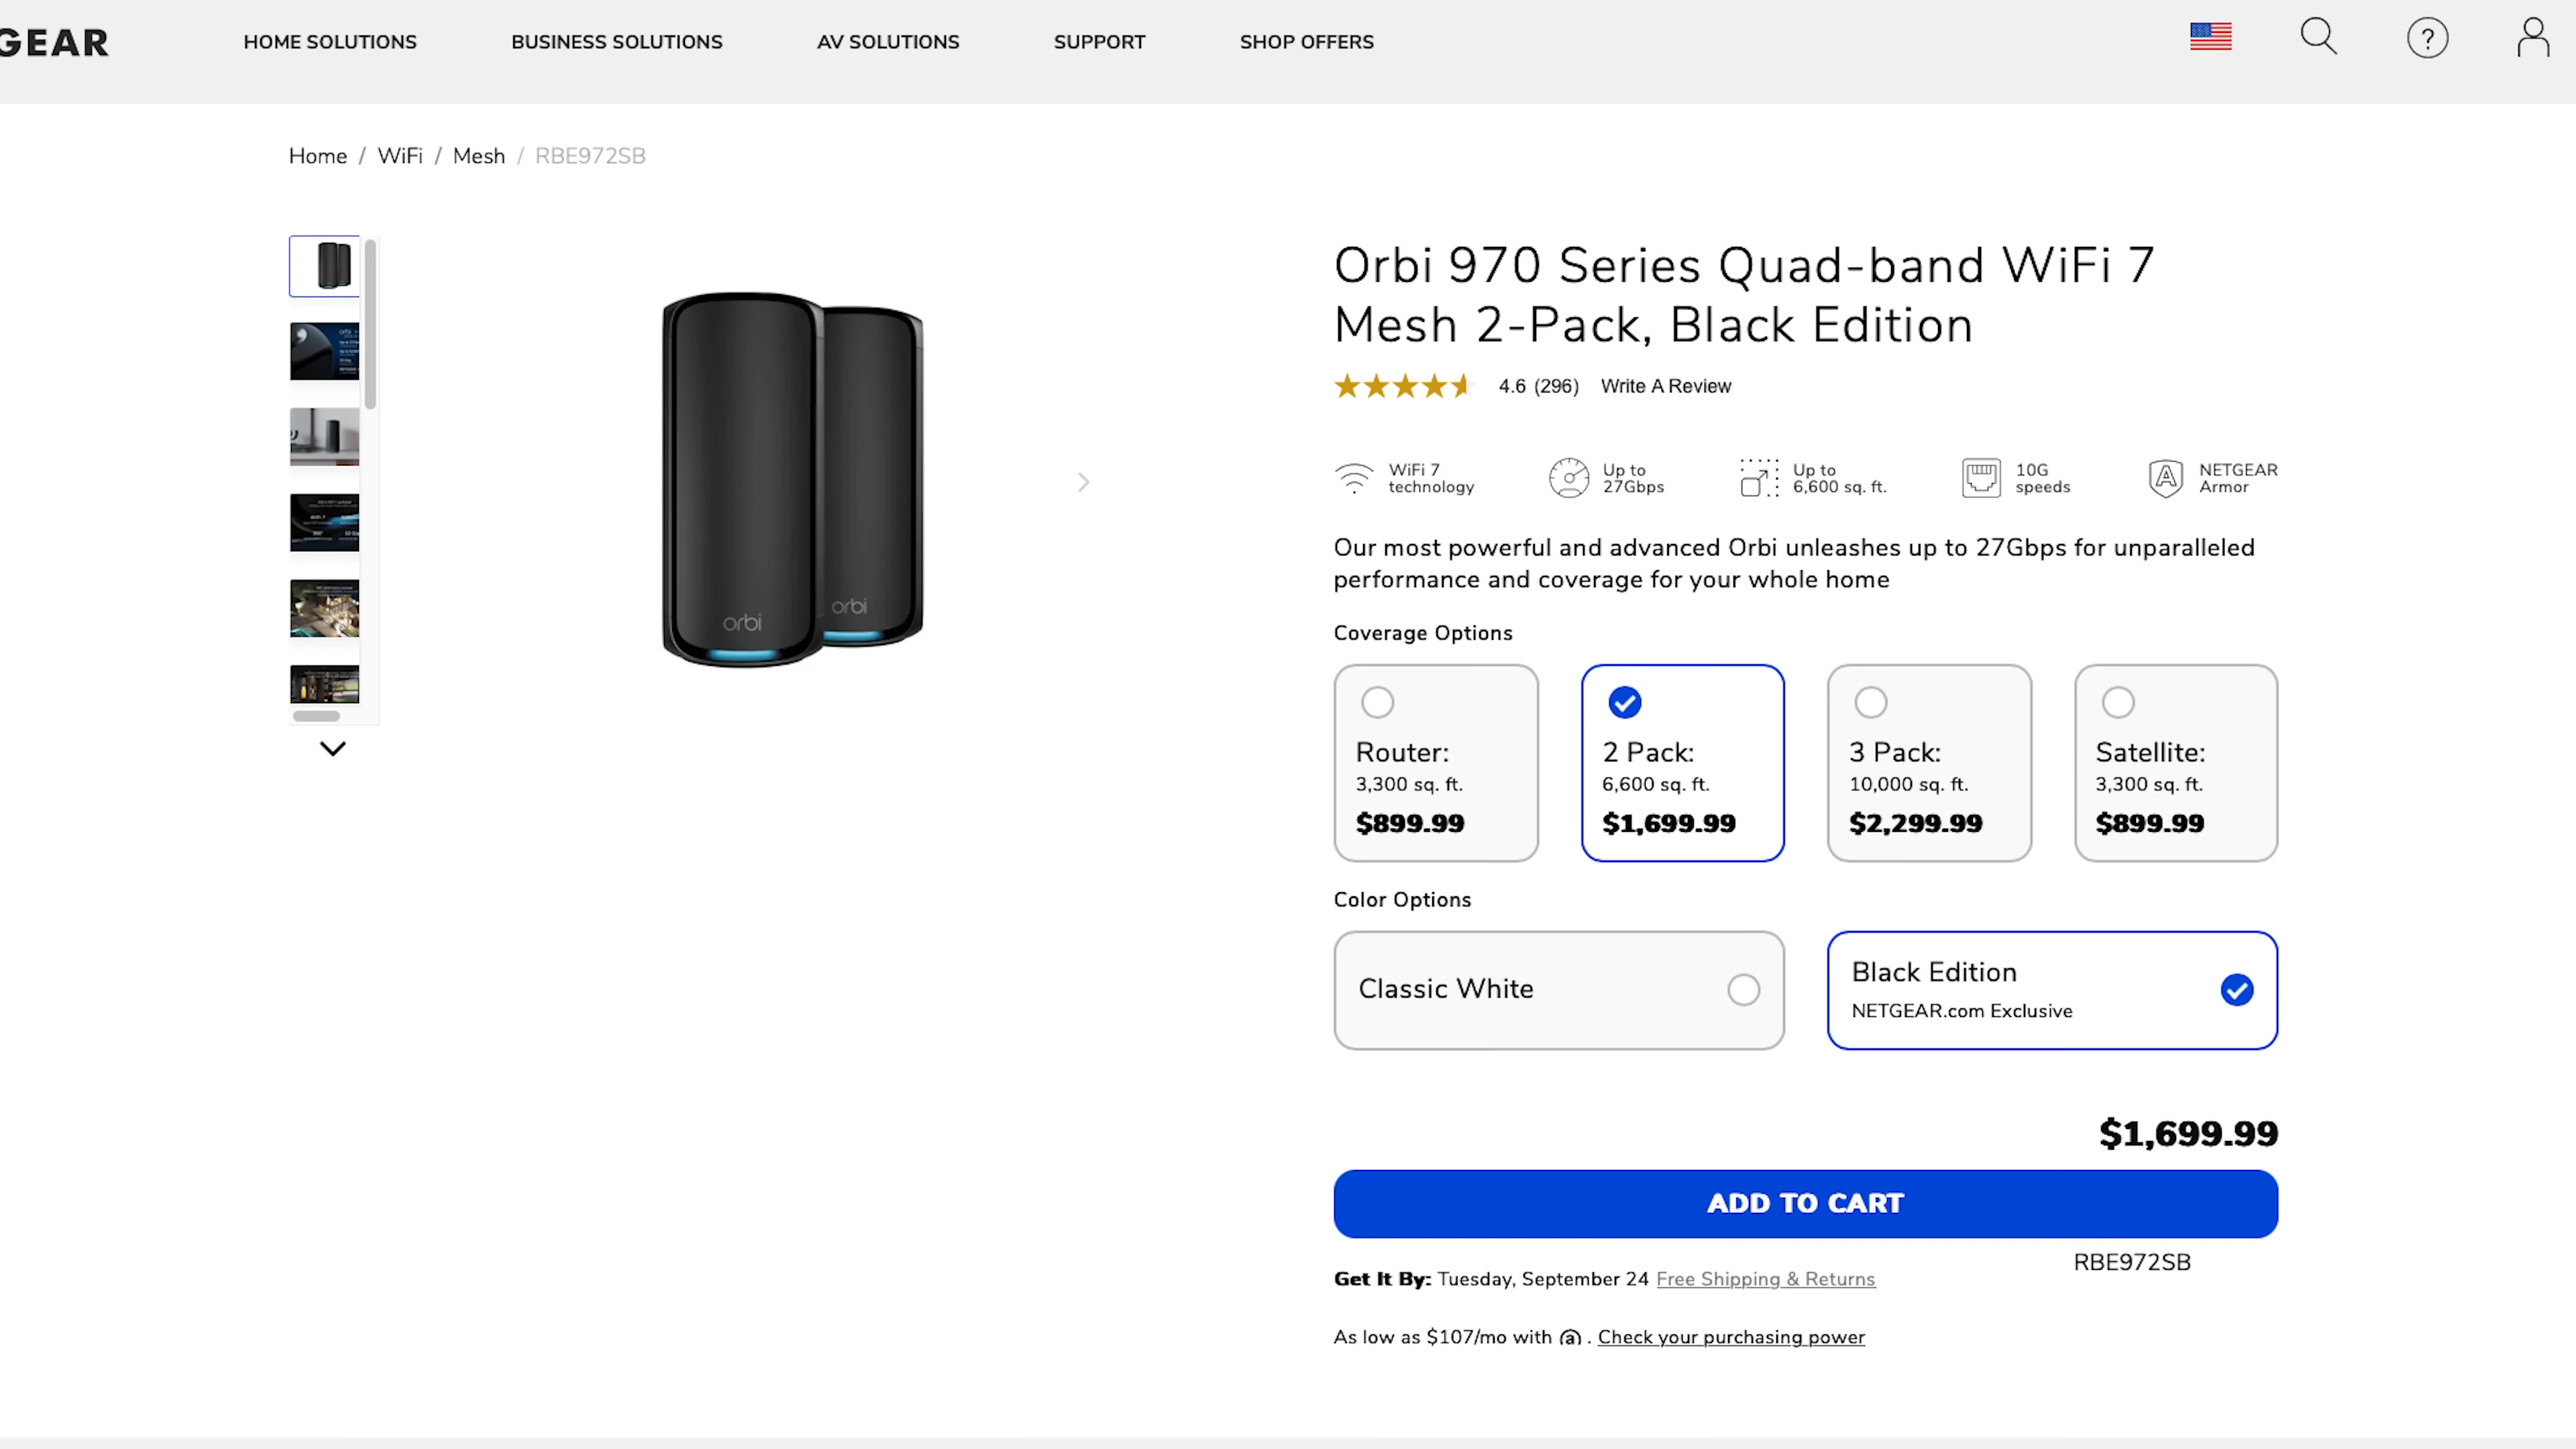 GEAR
HOME SOLUTIONS
BUSINESS SOLUTIONS
AV SOLUTIONS
SUPPORT
SHOP OFFERS
?
Home / WiFi / Mesh / RBE972SB
orbi
orbi
Orbi 970 Series Quad-band WiFi 7
Mesh 2-Pack, Black Edition
4.6 (296) Write A Review
WiFi 7
technology
Up to
27Gbps
Up to
6,600 sq. ft.
10G
speeds
A
NETGEAR
Armor
Our most powerful and advanced Orbi unleashes up to 27Gbps for unparalleled
performance and coverage for your whole home
Coverage Options
Router:
3,300 sq. ft.
$899.99
2 Pack:
6,600 sq. ft.
$1,699.99
3 Pack:
10,000 sq. ft.
$2,299.99
Satellite:
3,300 sq. ft.
$899.99
Color Options
Classic White
Black Edition
NETGEAR.com Exclusive
$1,699.99
ADD TO CART
RBE972SB
Get It By: Tuesday, September 24 Free Shipping & Returns
As low as $107/mo with a . Check your purchasing power